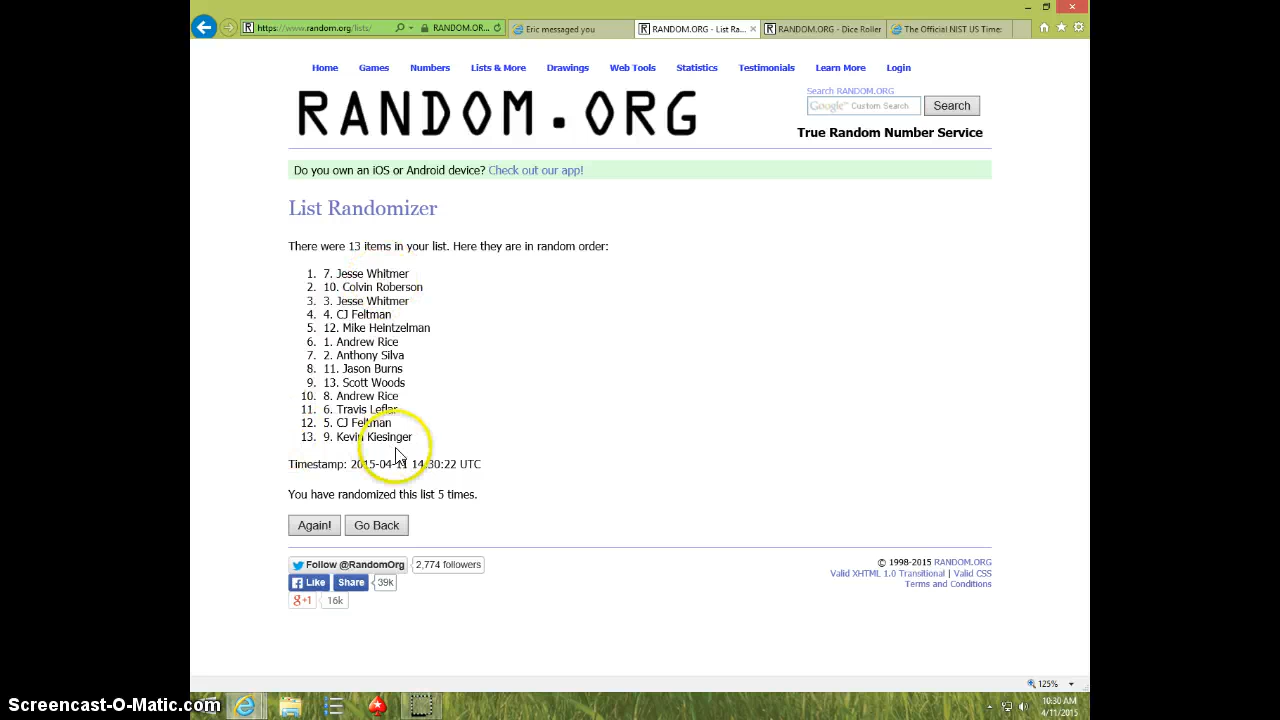 https://www.random.org/lists/
RANDOM.OR...
Eric messaged you
RANDOM.ORG - List Ra...
RANDOM.ORG - Dice Roller
The Official NIST US Time:
Home Games Numbers Lists & More Drawings Web Tools Statistics Testimonials Learn More Login
RANDOM.ORG
Search RANDOM.ORG
Google™ Custom Search
Search
True Random Number Service
Do you own an iOS or Android device? Check out our app!
List Randomizer
There were 13 items in your list. Here they are in random order:
1. 7. Jesse Whitmer
2. 10. Colvin Roberson
3. 3. Jesse Whitmer
4. 4. CJ Feltman
5. 12. Mike Heintzelman
6. 1. Andrew Rice
7. 2. Anthony Silva
8. 11. Jason Burns
9. 13. Scott Woods
10. 8. Andrew Rice
11. 6. Travis Leflar
12. 5. CJ Feltman
13. 9. Kevin Kiesinger
Timestamp: 2015-04-11 14:30:22 UTC
You have randomized this list 5 times.
Again! Go Back
Follow @RandomOrg 2,774 followers
Like Share 39k
g+1 16k
© 1998-2015 RANDOM.ORG
Valid XHTML 1.0 Transitional | Valid CSS
Terms and Conditions
125%
10:30 AM
4/11/2015
Screencast-O-Matic.com